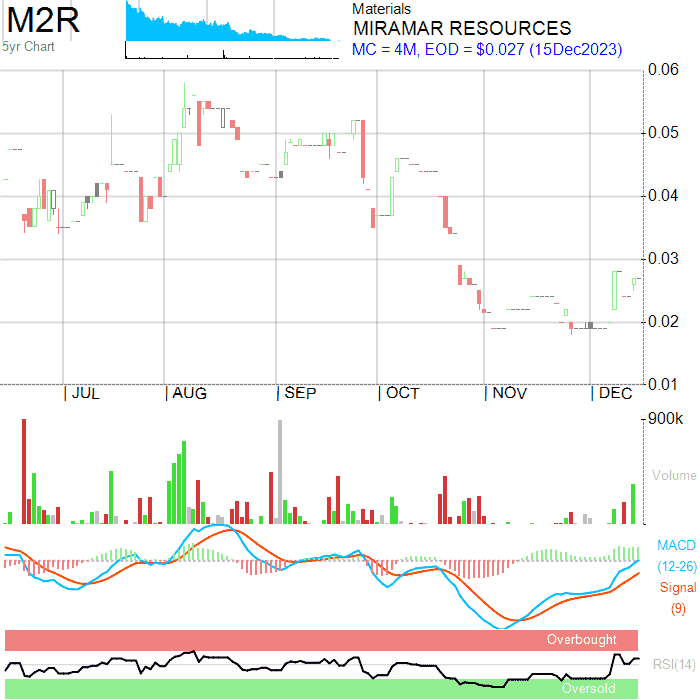 M2R
5yr Chart
Materials
MIRAMAR RESOURCES
MC = 4M, EOD = $0.027 (15Dec2023)
0.06
0.05
0.04
0.03
0.02
0.01
JUL AUG SEP OCT NOV DEC
900k
Volume
MACD
(12-26)
Signal
(9)
Overbought
RSI(14)
Oversold